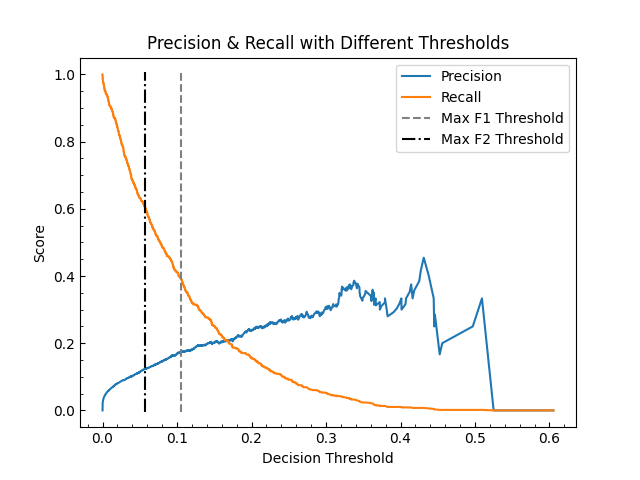 Precision & Recall with Different Thresholds
Precision
Recall
Max F1 Threshold
Max F2 Threshold
Score
1.0
0.8
0.6
0.4
0.2
0.0
0.0 0.1 0.2 0.3 0.4 0.5 0.6
Decision Threshold